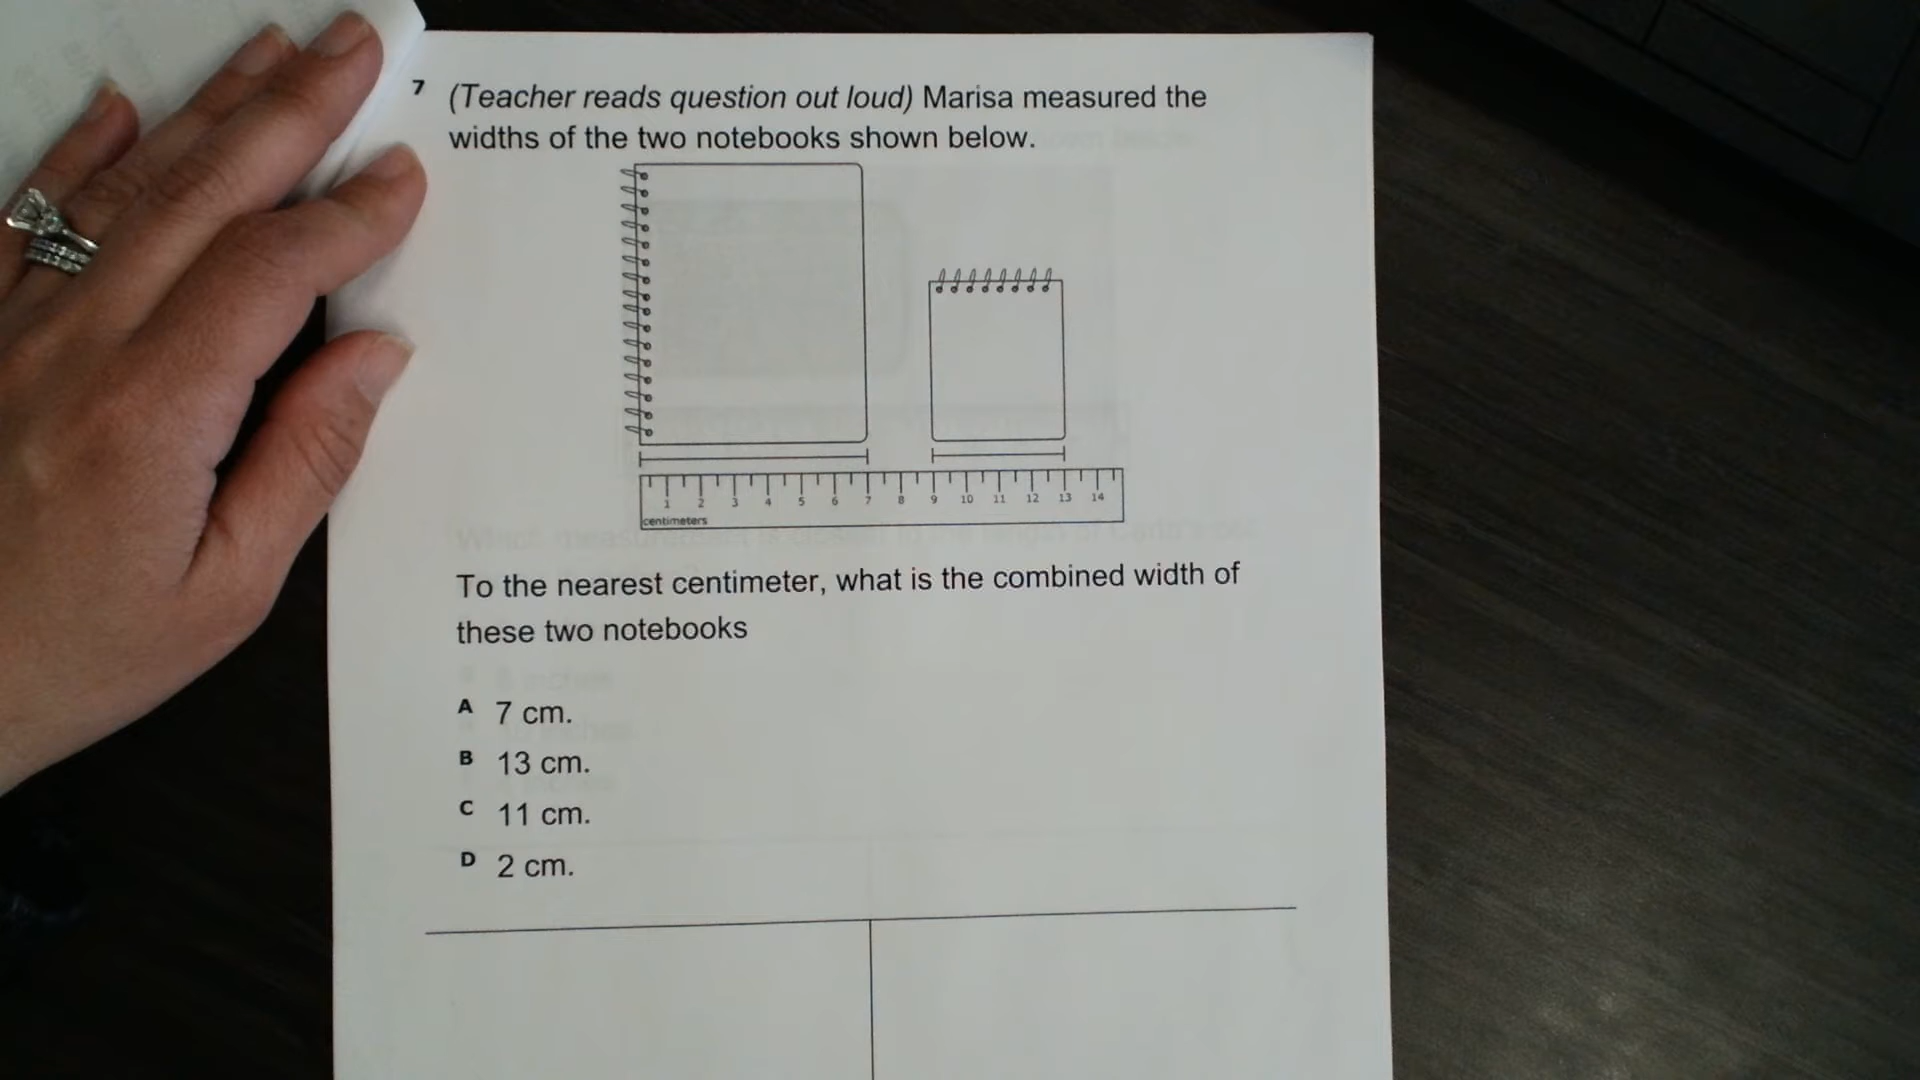 7 (Teacher reads question out loud) Marisa measured the
widths of the two notebooks shown below.
1 2 3 4 5 6 7 8 9 10 11 12 13 14
centimeters
To the nearest centimeter, what is the combined width of
these two notebooks
A 7 cm.
B 13 cm.
C 11 cm.
D 2 cm.